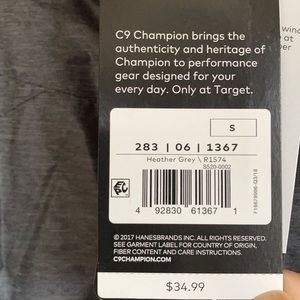 C9 Champion brings the
authenticity and heritage of
Champion to performance
gear designed for your
every day. Only at Target.
S
283 | 06 | 1367
Heather Grey \ R1574
S520-0002
4 92830 61367 1
© 2017 HANESBRANDS INC. ALL RIGHTS RESERVED.
SEE GARMENT LABEL FOR COUNTRY OF ORIGIN,
FIBER CONTENT AND CARE INSTRUCTIONS.
C9CHAMPION.COM
$34.99